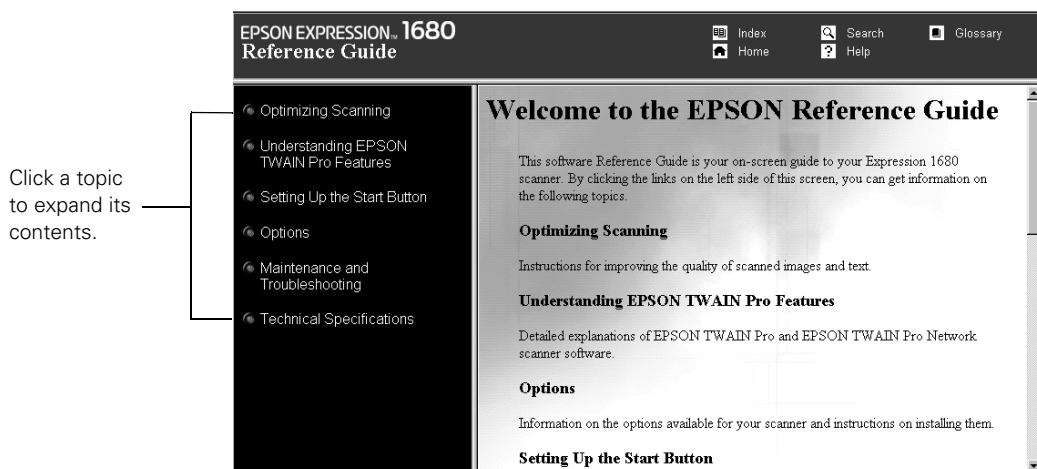 EPSON EXPRESSION™ 1680
Reference Guide
Index
Search
Glossary
Home
Help
Click a topic
to expand its
contents.
Optimizing Scanning
Understanding EPSON
TWAIN Pro Features
Setting Up the Start Button
Options
Maintenance and
Troubleshooting
Technical Specifications
Welcome to the EPSON Reference Guide
This software Reference Guide is your on-screen guide to your Expression 1680
scanner. By clicking the links on the left side of this screen, you can get information on
the following topics.
Optimizing Scanning
Instructions for improving the quality of scanned images and text.
Understanding EPSON TWAIN Pro Features
Detailed explanations of EPSON TWAIN Pro and EPSON TWAIN Pro Network
scanner software.
Options
Information on the options available for your scanner and instructions on installing them.
Setting Up the Start Button